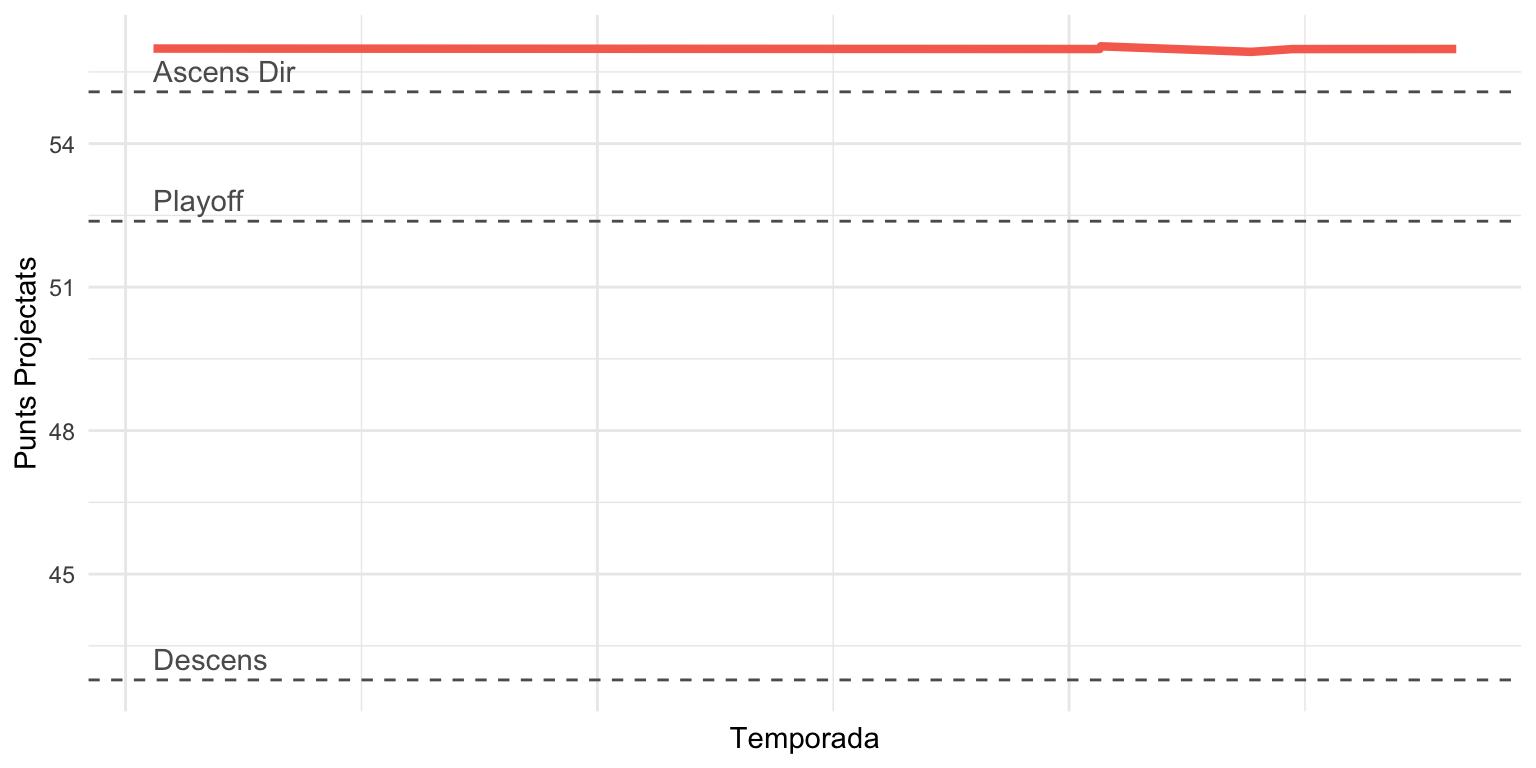 Ascens Dir
54
Playoff
51
Punts Projectats
48
45
Descens
Temporada